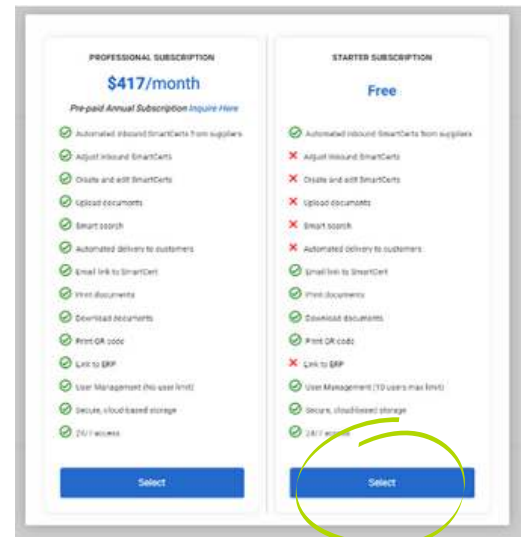 PROFESSIONAL SUBSCRIPTION
$417/month
Pre-paid Annual Subscription Inquire Here
Automated inbound SmartCerts from suppliers
Adjust inbound SmartCerts
Create and edit SmartCerts
Upload documents
Smart search
Automated delivery to customers
Email link to SmartCert
Print documents
Download documents
Print QR code
Link to ERP
User Management (No user limit)
Secure, cloud-based storage
24/7 access
Select
STARTER SUBSCRIPTION
Free
Automated inbound SmartCerts from suppliers
Adjust inbound SmartCerts
Create and edit SmartCerts
Upload documents
Smart search
Automated delivery to customers
Email link to SmartCert
Print documents
Download documents
Print QR code
Link to ERP
User Management (10 users max limit)
Secure, cloud-based storage
24/7 access
Select